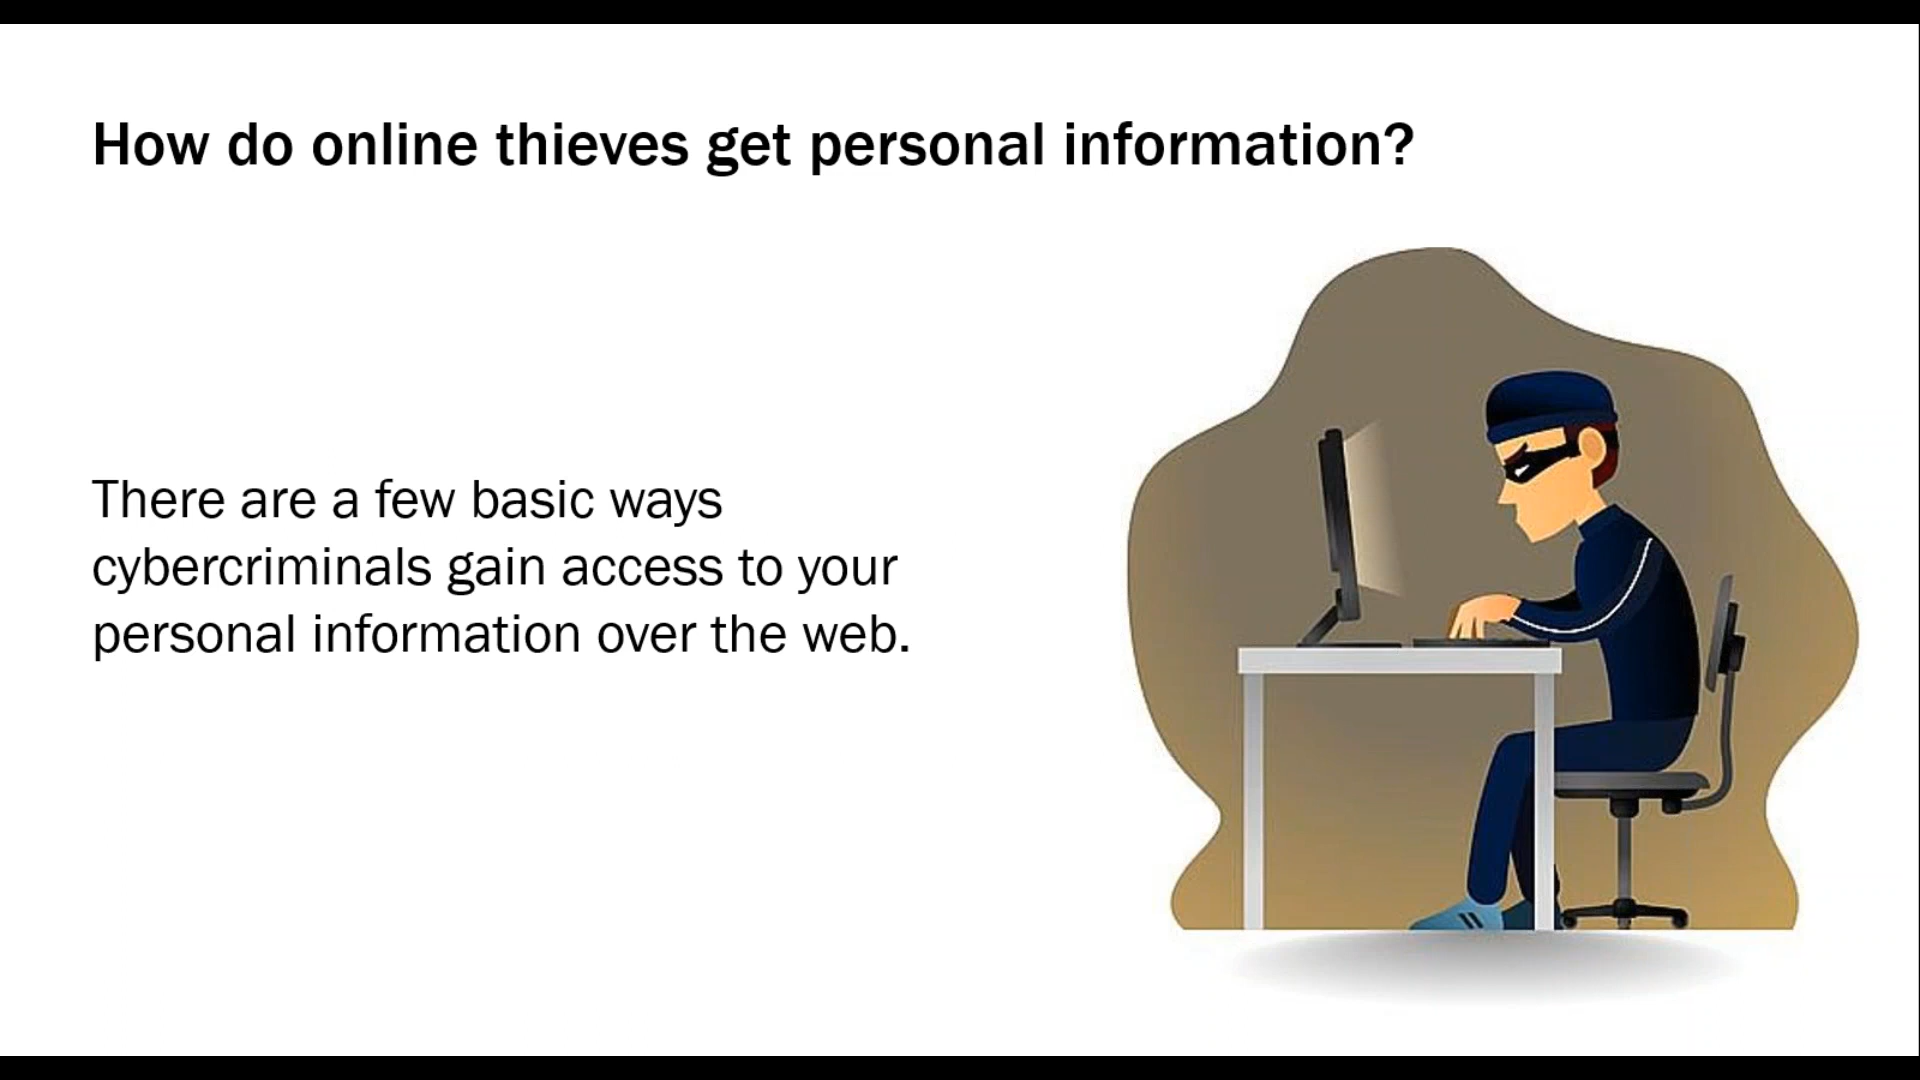 How do online thieves get personal information?
There are a few basic ways
cybercriminals gain access to your
personal information over the web.